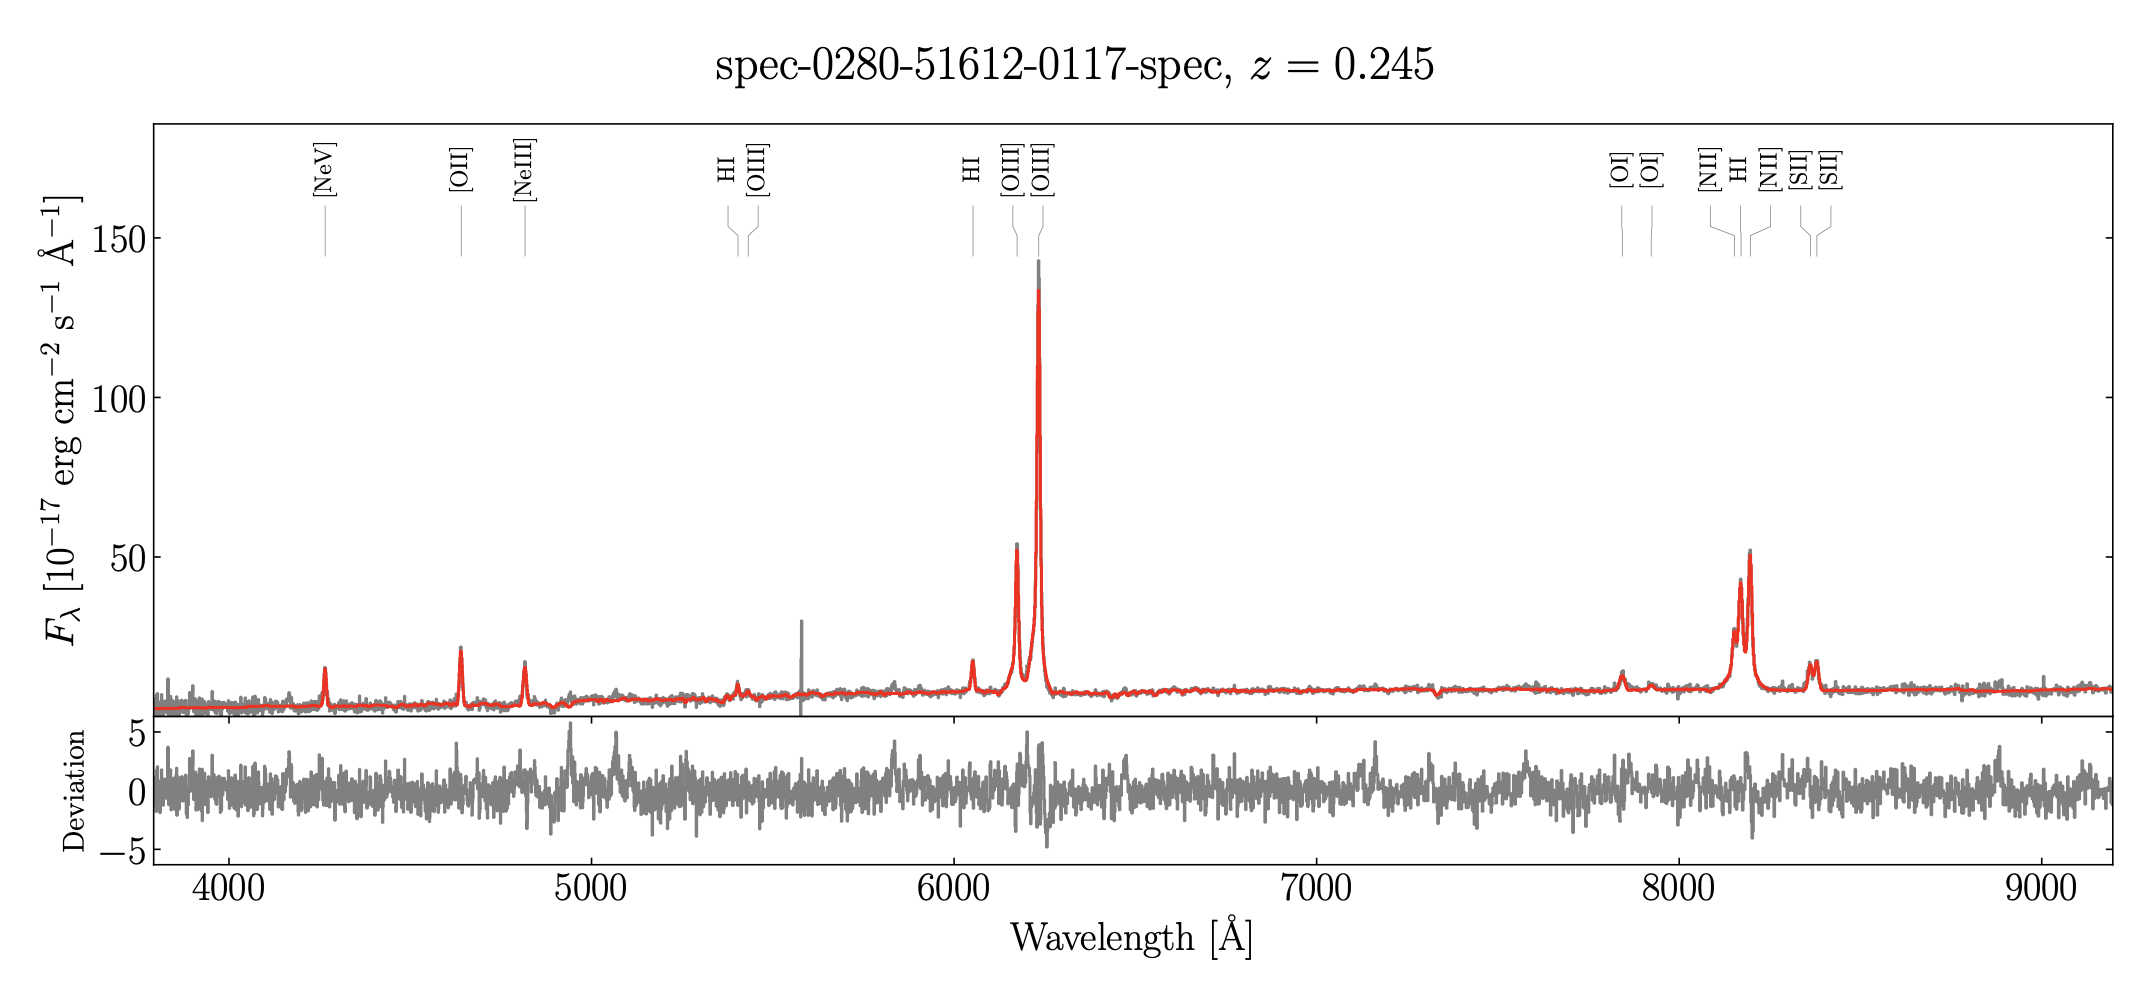 spec-0280-51612-0117-spec, z = 0.245
[NeV]
[OII]
[NeIII]
HI
[OIII]
HI
[OIII]
[OIII]
[OI]
[OI]
[NII]
HI
[NII]
[SII]
[SII]
150
100
50
F_λ [10⁻¹⁷ erg cm⁻² s⁻¹ Å⁻¹]
5
0
−5
Deviation
4000 5000 6000 7000 8000 9000
Wavelength [Å]